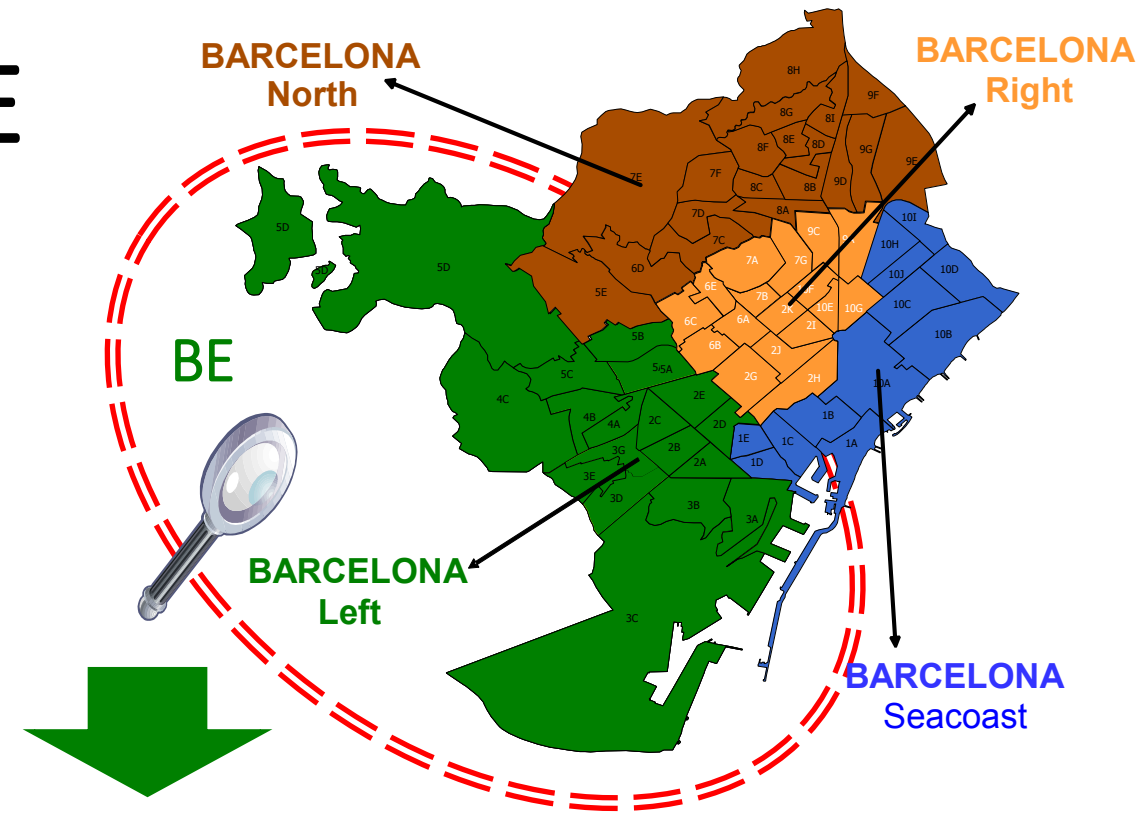 E
BARCELONA
North
BARCELONA
Right
BE
BARCELONA
Left
BARCELONA
Seacoast
8H
9F
8G
8I
8E
8D
8F
9G
9E
7E
7F
8C
8B
9D
7D
8A
10I
5D
7C
9C
10H
5D
5D
6D
7A
7G
10J
10D
5E
6E
7B
2K
10E
10G
10C
6C
6A
2I
10B
5B
6B
2J
5A
2G
2H
10A
5C
4C
2E
4B
4A
2C
2D
1B
1E
1C
1A
3G
2B
2A
1D
3E
3D
3B
3A
3C